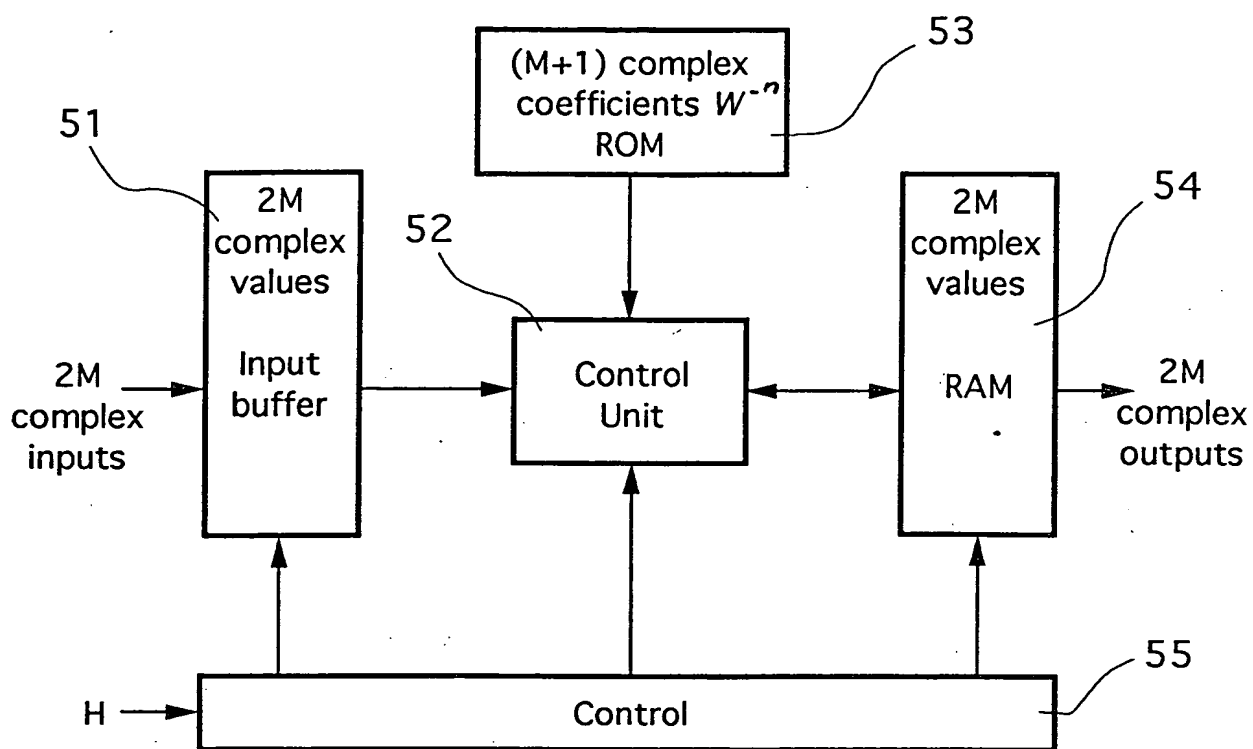 53
(M+1) complex
coefficients W^-n
ROM
51
2M
complex
values
Input
buffer
52
Control
Unit
54
2M
complex
values
RAM
2M
complex
inputs
2M
complex
outputs
55
H
Control